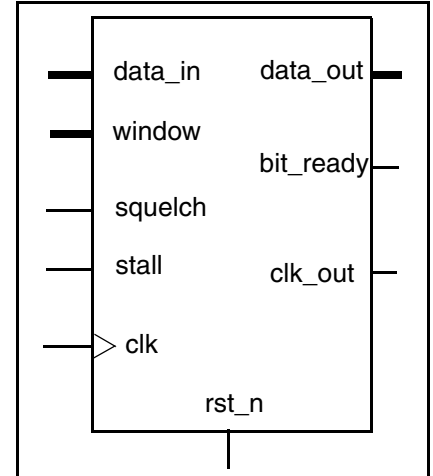 data_in data_out
window
bit_ready
squelch
stall clk_out
clk
rst_n